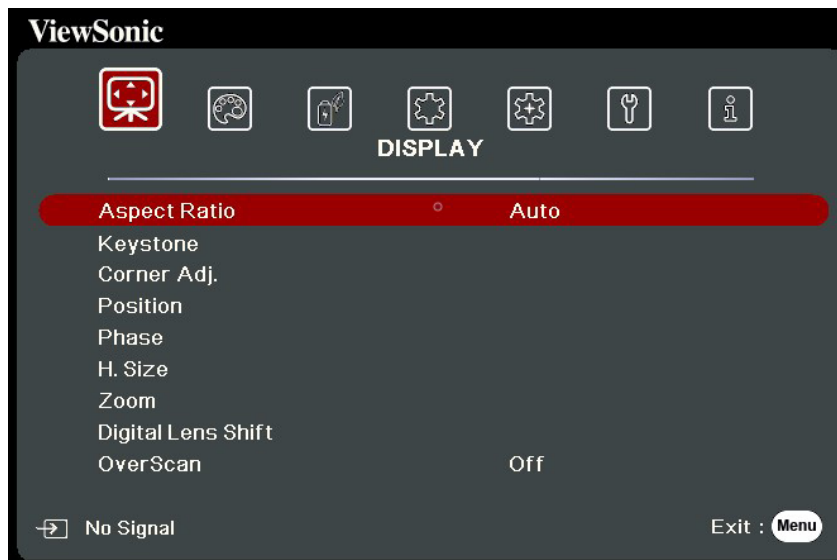 ViewSonic
DISPLAY
Aspect Ratio Auto
Keystone
Corner Adj.
Position
Phase
H. Size
Zoom
Digital Lens Shift
OverScan Off
No Signal Exit : Menu